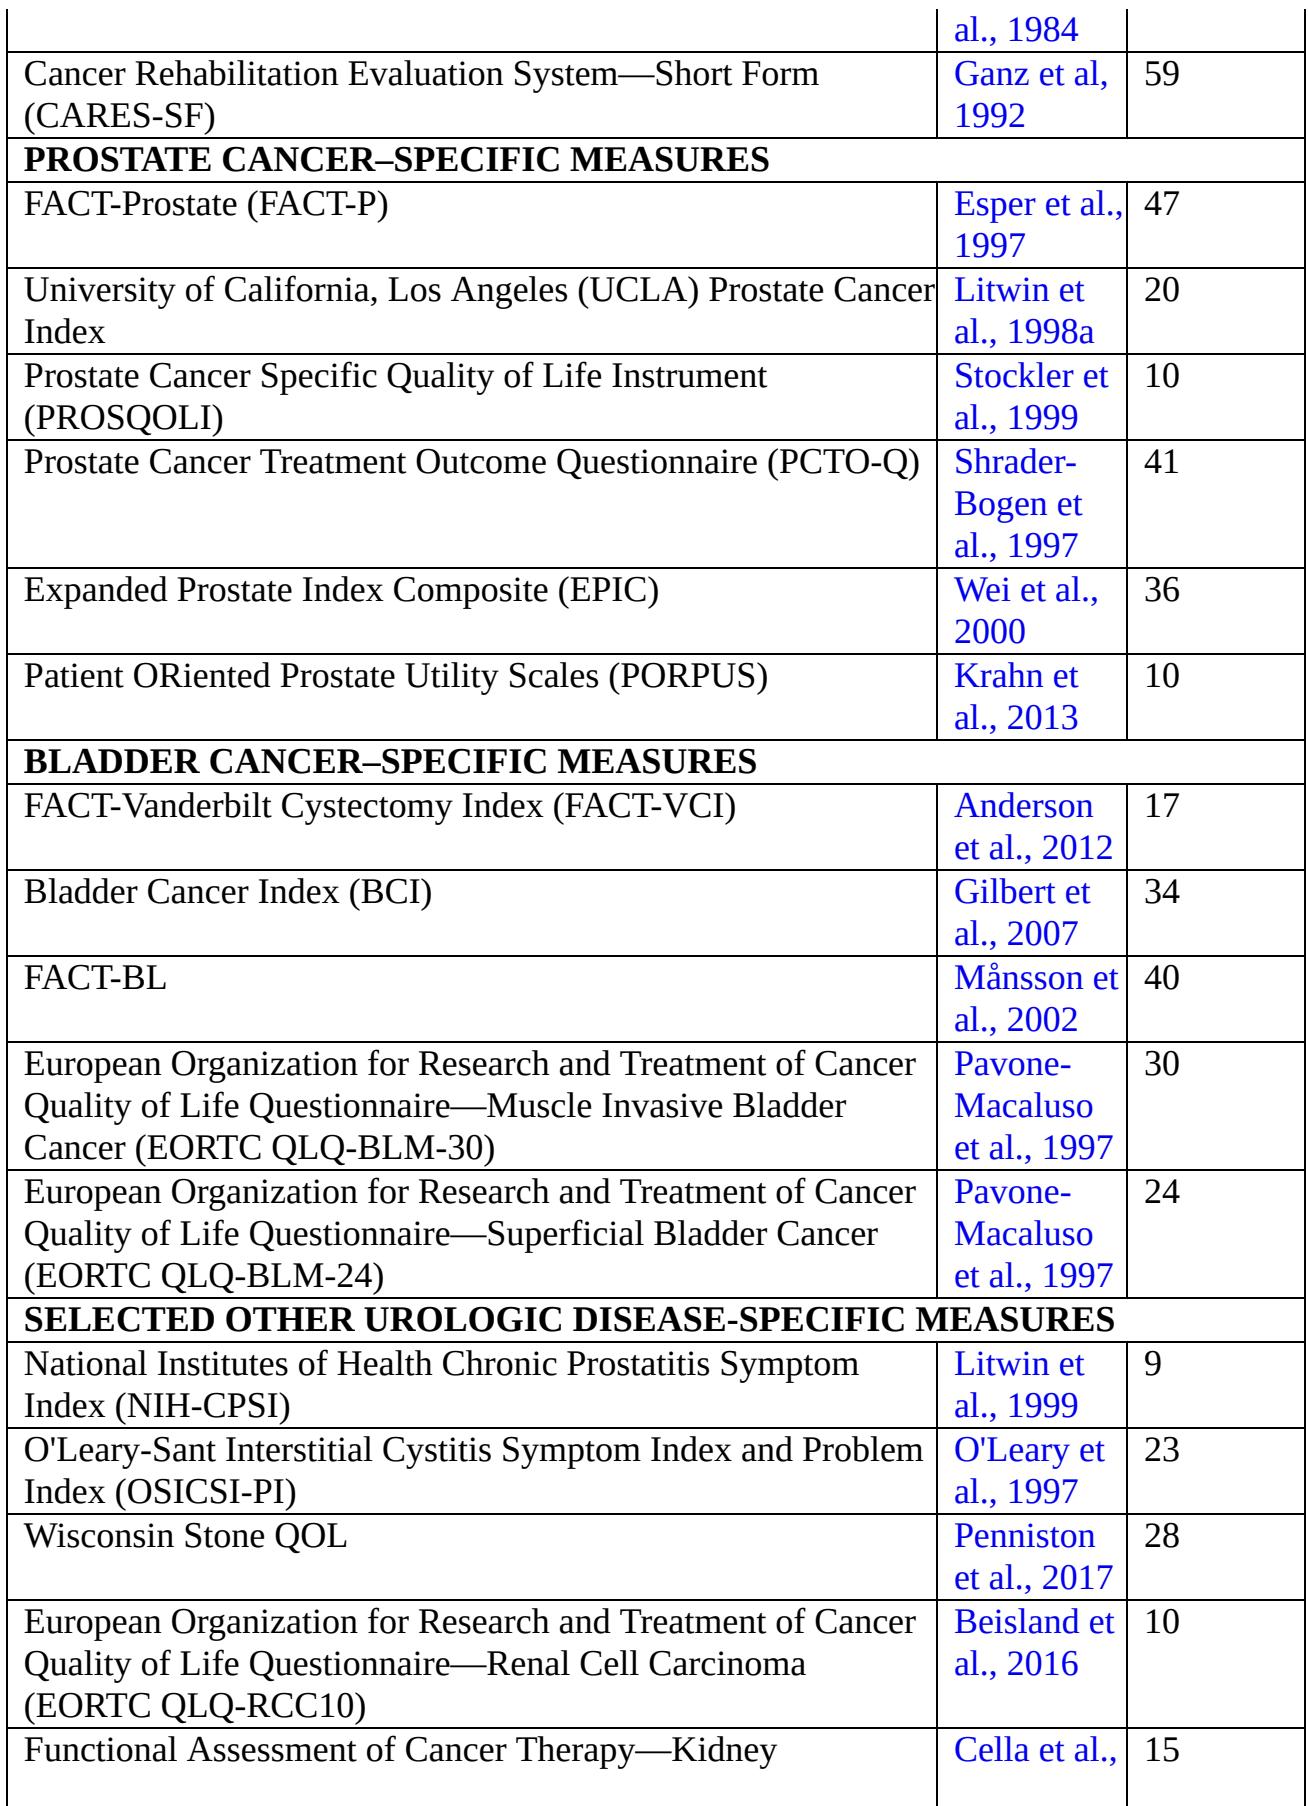 al., 1984
Cancer Rehabilitation Evaluation System—Short Form
(CARES-SF)
Ganz et al,
1992
59
PROSTATE CANCER–SPECIFIC MEASURES
FACT-Prostate (FACT-P)
Esper et al.,
1997
47
University of California, Los Angeles (UCLA) Prostate Cancer
Index
Litwin et
al., 1998a
20
Prostate Cancer Specific Quality of Life Instrument
(PROSQOLI)
Stockler et
al., 1999
10
Prostate Cancer Treatment Outcome Questionnaire (PCTO-Q)
Shrader-
Bogen et
al., 1997
41
Expanded Prostate Index Composite (EPIC)
Wei et al.,
2000
36
Patient ORiented Prostate Utility Scales (PORPUS)
Krahn et
al., 2013
10
BLADDER CANCER–SPECIFIC MEASURES
FACT-Vanderbilt Cystectomy Index (FACT-VCI)
Anderson
et al., 2012
17
Bladder Cancer Index (BCI)
Gilbert et
al., 2007
34
FACT-BL
Månsson et
al., 2002
40
European Organization for Research and Treatment of Cancer
Quality of Life Questionnaire—Muscle Invasive Bladder
Cancer (EORTC QLQ-BLM-30)
Pavone-
Macaluso
et al., 1997
30
European Organization for Research and Treatment of Cancer
Quality of Life Questionnaire—Superficial Bladder Cancer
(EORTC QLQ-BLM-24)
Pavone-
Macaluso
et al., 1997
24
SELECTED OTHER UROLOGIC DISEASE-SPECIFIC MEASURES
National Institutes of Health Chronic Prostatitis Symptom
Index (NIH-CPSI)
Litwin et
al., 1999
9
O'Leary-Sant Interstitial Cystitis Symptom Index and Problem
Index (OSICSI-PI)
O'Leary et
al., 1997
23
Wisconsin Stone QOL
Penniston
et al., 2017
28
European Organization for Research and Treatment of Cancer
Quality of Life Questionnaire—Renal Cell Carcinoma
(EORTC QLQ-RCC10)
Beisland et
al., 2016
10
Functional Assessment of Cancer Therapy—Kidney
Cella et al.,
15